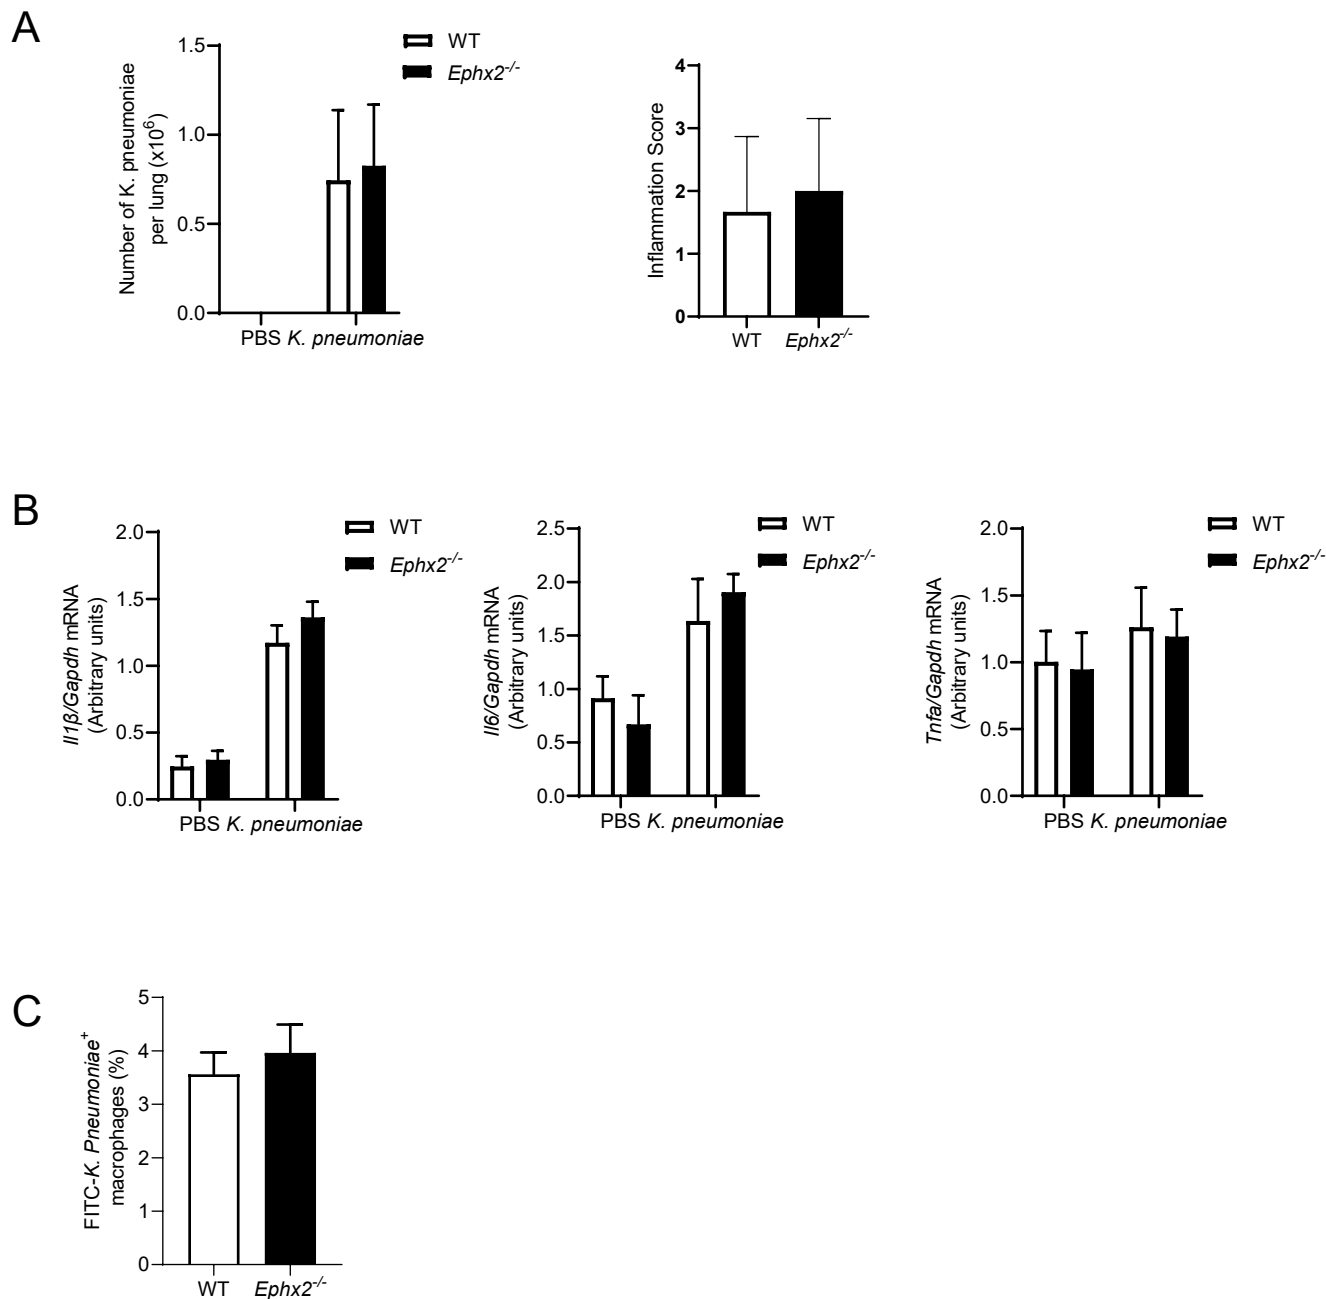 A
1.5
1.0
0.5
0.0
Number of K. pneumoniae
per lung (x10⁶)
WT
Ephx2⁻/⁻
PBS K. pneumoniae
4
3
2
1
0
Inflammation Score
WT Ephx2⁻/⁻
B
2.0
1.5
1.0
0.5
0.0
Il1β/Gapdh mRNA
(Arbitrary units)
WT
Ephx2⁻/⁻
PBS K. pneumoniae
2.5
2.0
1.5
1.0
0.5
0.0
Il6/Gapdh mRNA
(Arbitrary units)
WT
Ephx2⁻/⁻
PBS K. pneumoniae
2.0
1.5
1.0
0.5
0.0
Tnfa/Gapdh mRNA
(Arbitrary units)
WT
Ephx2⁻/⁻
PBS K. pneumoniae
C
5
4
3
2
1
0
FITC-K. Pneumoniae⁺
macrophages (%)
WT Ephx2⁻/⁻